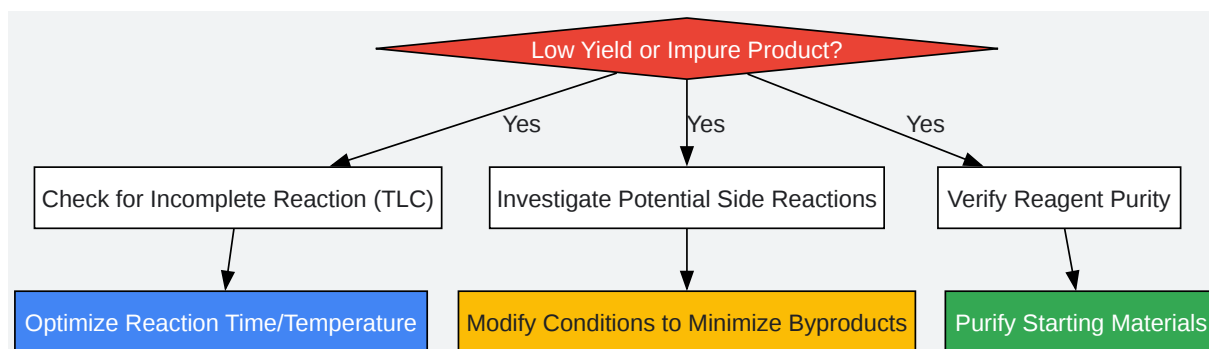 Low Yield or Impure Product?
Yes
Yes
Yes
Check for Incomplete Reaction (TLC)
Investigate Potential Side Reactions
Verify Reagent Purity
Optimize Reaction Time/Temperature
Modify Conditions to Minimize Byproducts
Purify Starting Materials